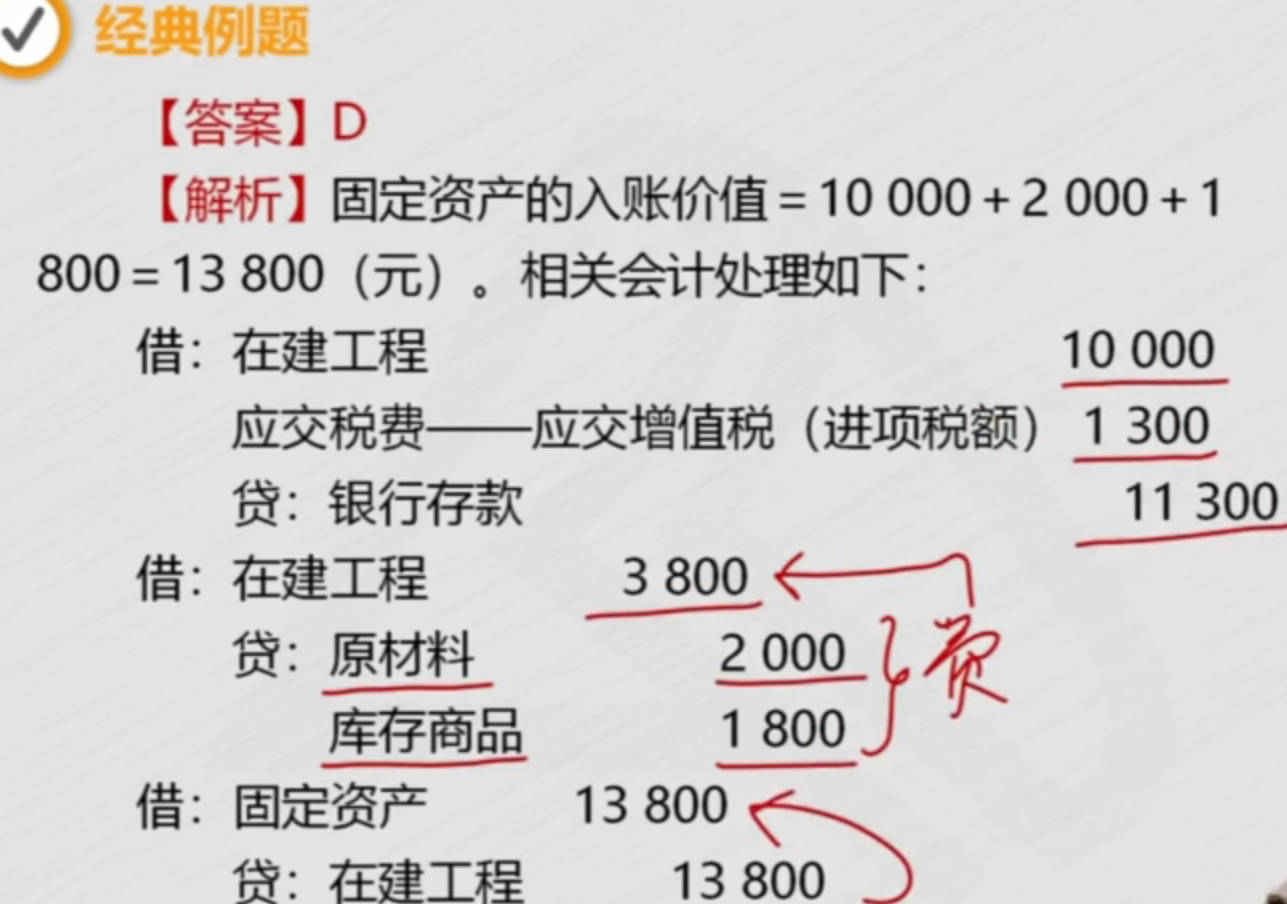 经典例题
【答案】D
【解析】固定资产的入账价值=10 000+2 000+1
800=13 800（元）。相关会计处理如下：
借：在建工程 10 000
应交税费——应交增值税（进项税额） 1 300
贷：银行存款 11 300
借：在建工程 3 800
贷：原材料 2 000
库存商品 1 800
费
借：固定资产 13 800
贷：在建工程 13 800